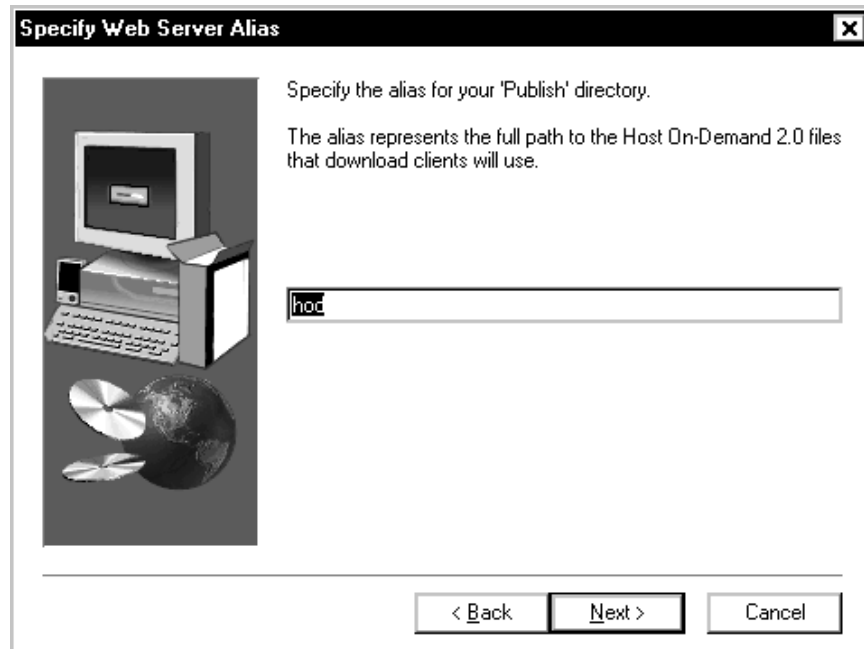 Specify Web Server Alias
Specify the alias for your 'Publish' directory.
The alias represents the full path to the Host On-Demand 2.0 files
that download clients will use.
hod
< Back
Next >
Cancel